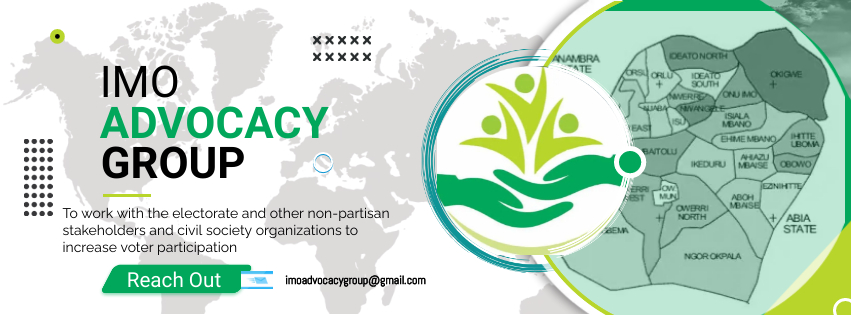 IMO
ADVOCACY
GROUP
To work with the electorate and other non-partisan
stakeholders and civil society organizations to
increase voter participation
Reach Out
imoadvocacygroup@gmail.com
ANAMBRA
STATE
IDEATO NORTH
ORLU
IDEATO
SOUTH
OKIGWE
ONU IMO
NWANGELE
ISU
ISIALA
MBANO
EHIME MBANO
IHITTE
UBOMA
IKEDURU
AHIAZU
MBAISE
OBOWO
EZINIHITTE
ABOH
MBAISE
OWERRI
NORTH
NGOR OKPALA
ABIA
STATE